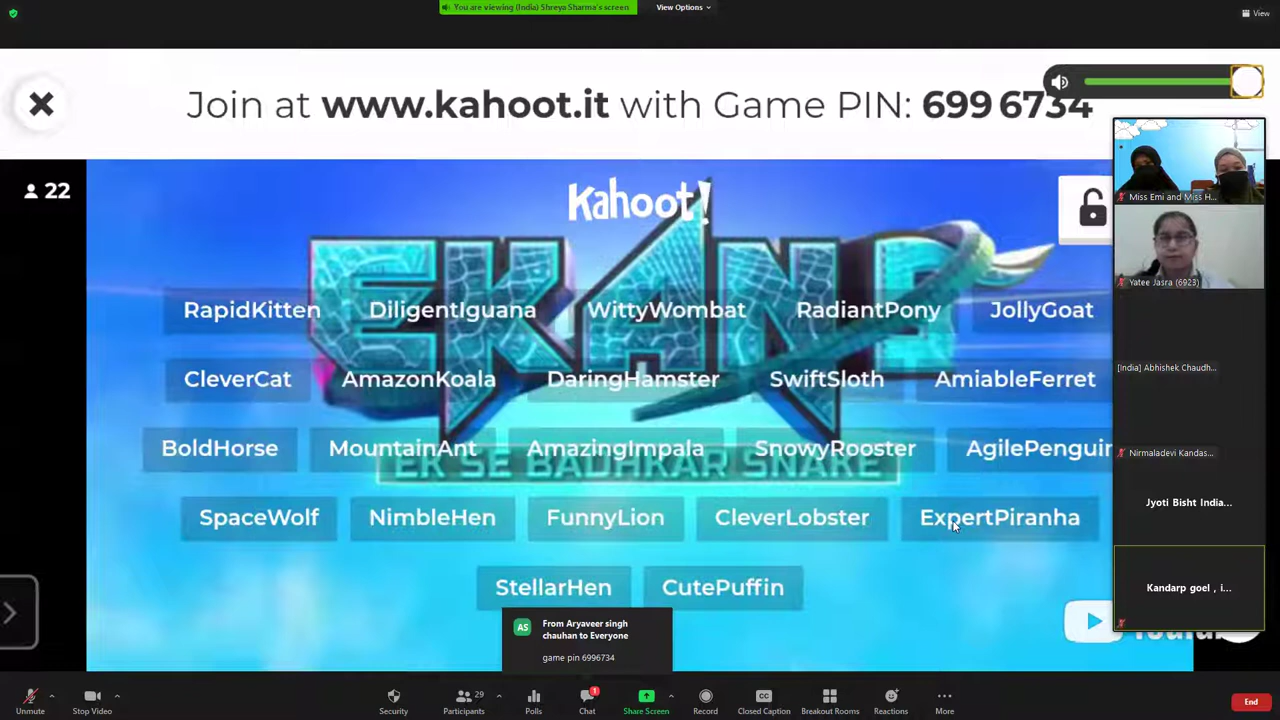 You are viewing (India) Shreya Sharma's screen
View Options
View
Join at www.kahoot.it with Game PIN: 699 6734
22
Kahoot!
EKANS
EK SE BADHKAR SNAKE
RapidKitten DiligentIguana WittyWombat RadiantPony JollyGoat
CleverCat AmazonKoala DaringHamster SwiftSloth AmiableFerret
BoldHorse MountainAnt AmazingImpala SnowyRooster AgilePenguin
SpaceWolf NimbleHen FunnyLion CleverLobster ExpertPiranha
StellarHen CutePuffin
Miss Emi and Miss H...
Yatee Jasra (6923)
[India] Abhishek Chaudh...
Nirmaladevi Kandas...
Jyoti Bisht India...
Kandarp goel , i...
AS
From Aryaveer singh
chauhan to Everyone
game pin 6996734
Unmute
Stop Video
Security
Participants 29
Polls
Chat 1
Share Screen
Record
Closed Caption
Breakout Rooms
Reactions
More
End